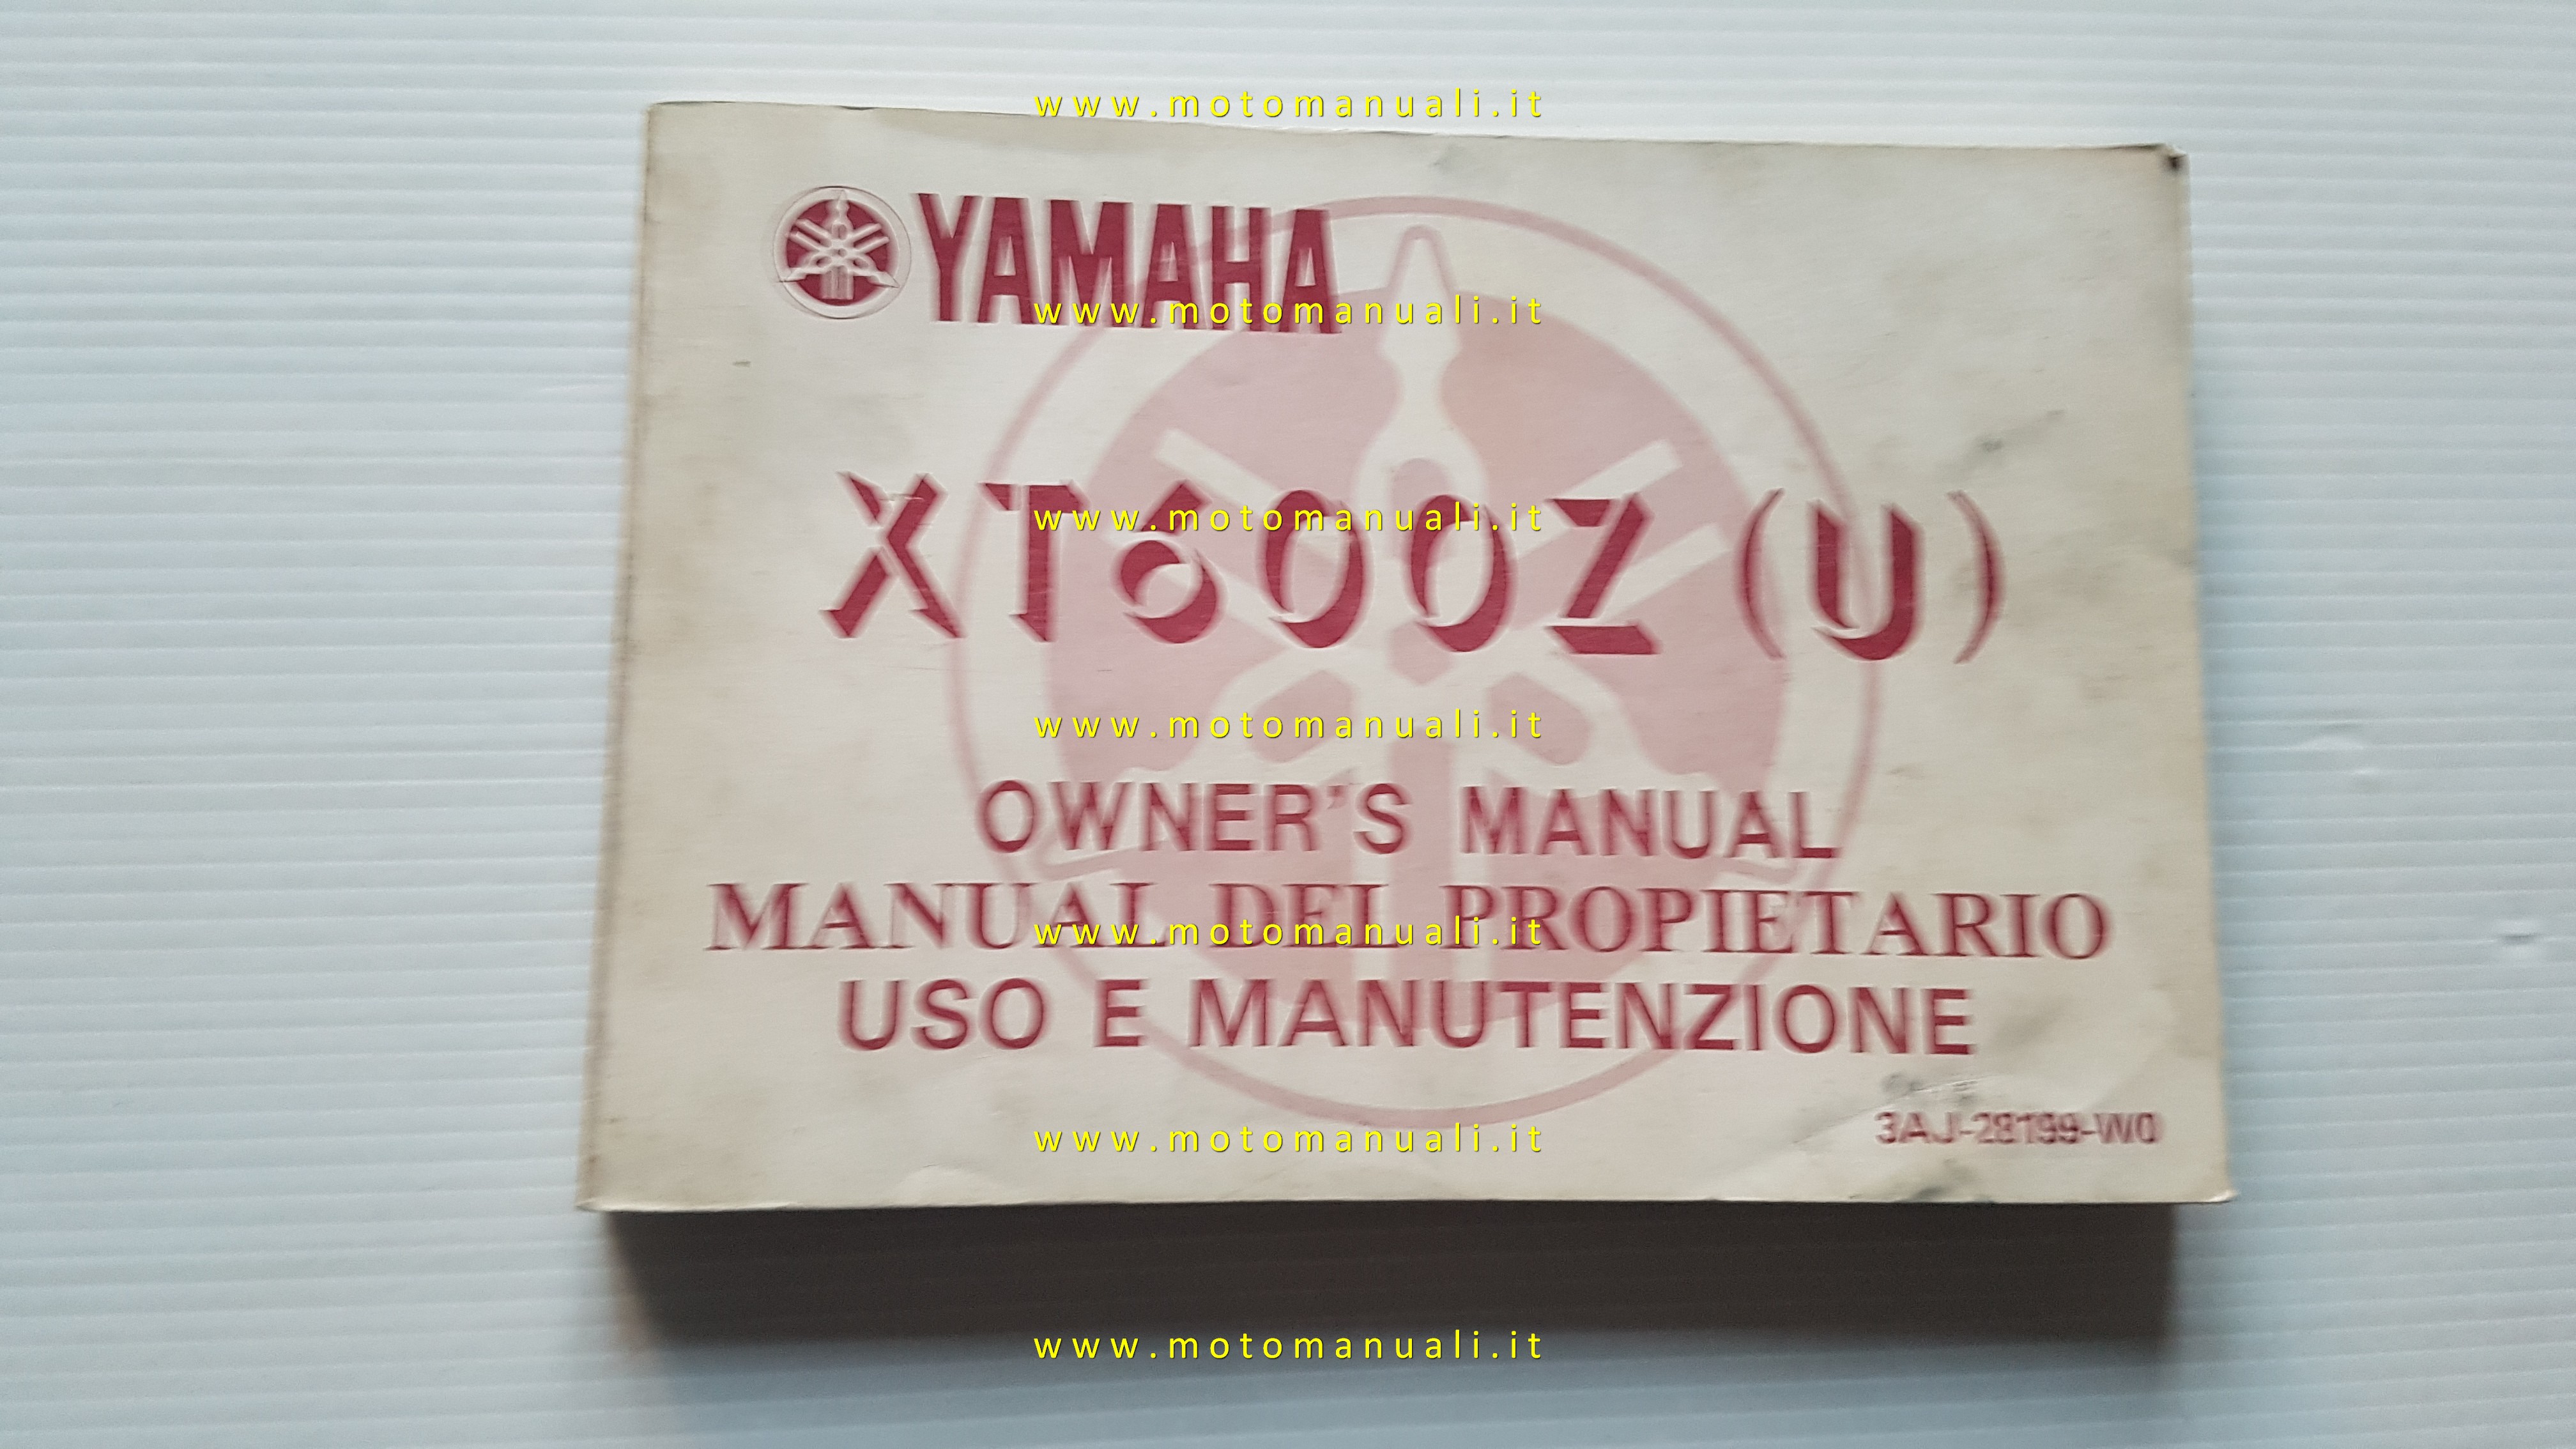 www.motomanuali.it
YAMAHA
www.motomanuali.it
XT600Z (U)
www.motomanuali.it
www.motomanuali.it
OWNER'S MANUAL
MANUAL DEL PROPIETARIO
www.motomanuali.it
USO E MANUTENZIONE
3AJ-28199-W0
www.motomanuali.it
www.motomanuali.it